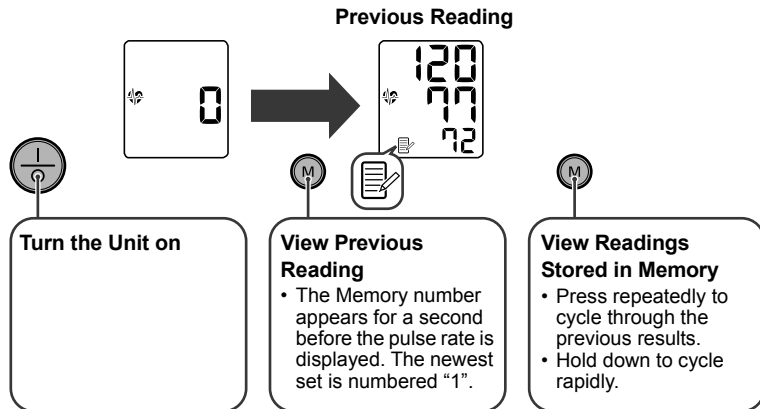 Previous Reading
0
120
77
72
M
M
Turn the Unit on
View Previous
Reading
• The Memory number
appears for a second
before the pulse rate is
displayed. The newest
set is numbered “1”.
View Readings
Stored in Memory
• Press repeatedly to
cycle through the
previous results.
• Hold down to cycle
rapidly.